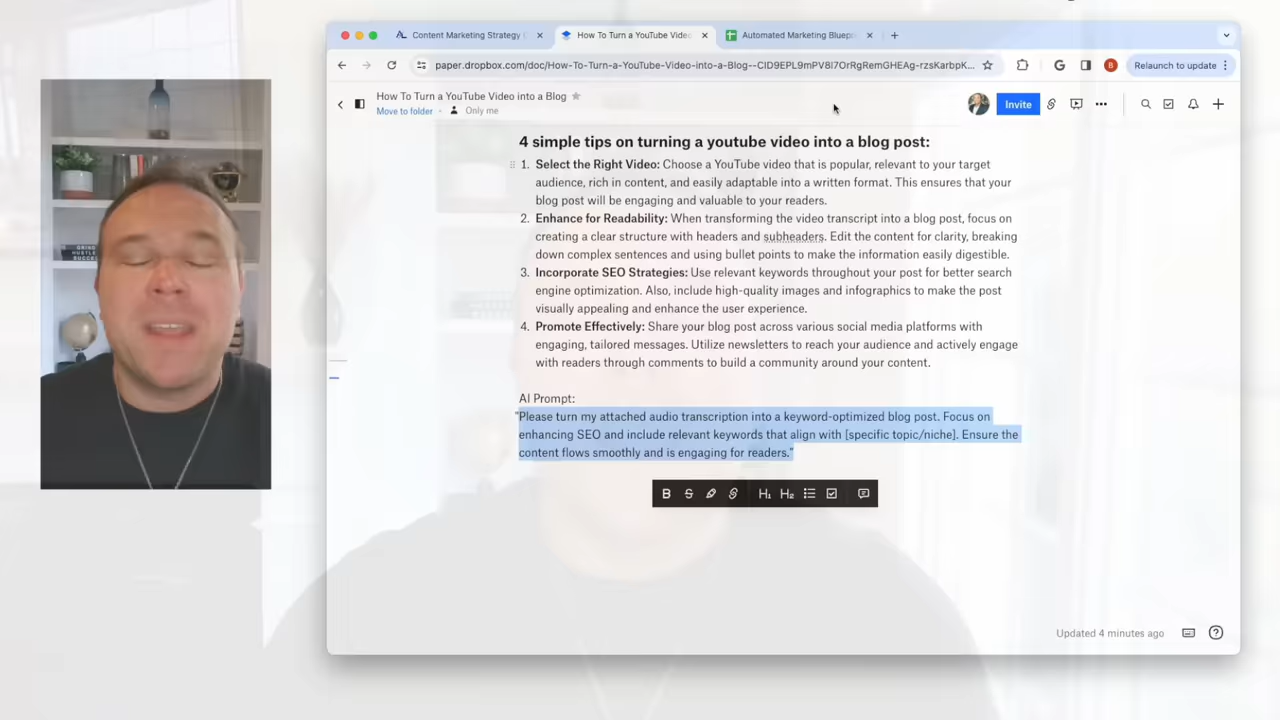 Content Marketing Strategy
How To Turn a YouTube Video
Automated Marketing Bluep
paper.dropbox.com/doc/How-To-Turn-a-YouTube-Video-into-a-Blog--
B
Relaunch to update
How To Turn a YouTube Video into a Blog
Move to folder · Only me
Invite
4 simple tips on turning a youtube video into a blog post:
1. Select the Right Video: Choose a YouTube video that is popular, relevant to your target
audience, rich in content, and easily adaptable into a written format. This ensures that your
blog post will be engaging and valuable to your readers.
2. Enhance for Readability: When transforming the video transcript into a blog post, focus on
creating a clear structure with headers and subheaders. Edit the content for clarity, breaking
down complex sentences and using bullet points to make the information easily digestible.
3. Incorporate SEO Strategies: Use relevant keywords throughout your post for better search
engine optimization. Also, include high-quality images and infographics to make the post
visually appealing and enhance the user experience.
4. Promote Effectively: Share your blog post across various social media platforms with
engaging, tailored messages. Utilize newsletters to reach your audience and actively engage
with readers through comments to build a community around your content.
AI Prompt:
"Please turn my attached audio transcription into a keyword-optimized blog post. Focus on
enhancing SEO and include relevant keywords that align with [specific topic/niche]. Ensure the
content flows smoothly and is engaging for readers."
B S H1 H2
Updated 4 minutes ago
GRIND
HUSTLE
SUCCESS